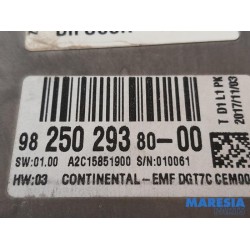 98 250 293 80-00
SW:01.00 A2C15851900 S/N:010061
HW:03 CONTINENTAL-EMF DGT7C CEM00
T D1 L1 PK
2017/11/03
MARESIA